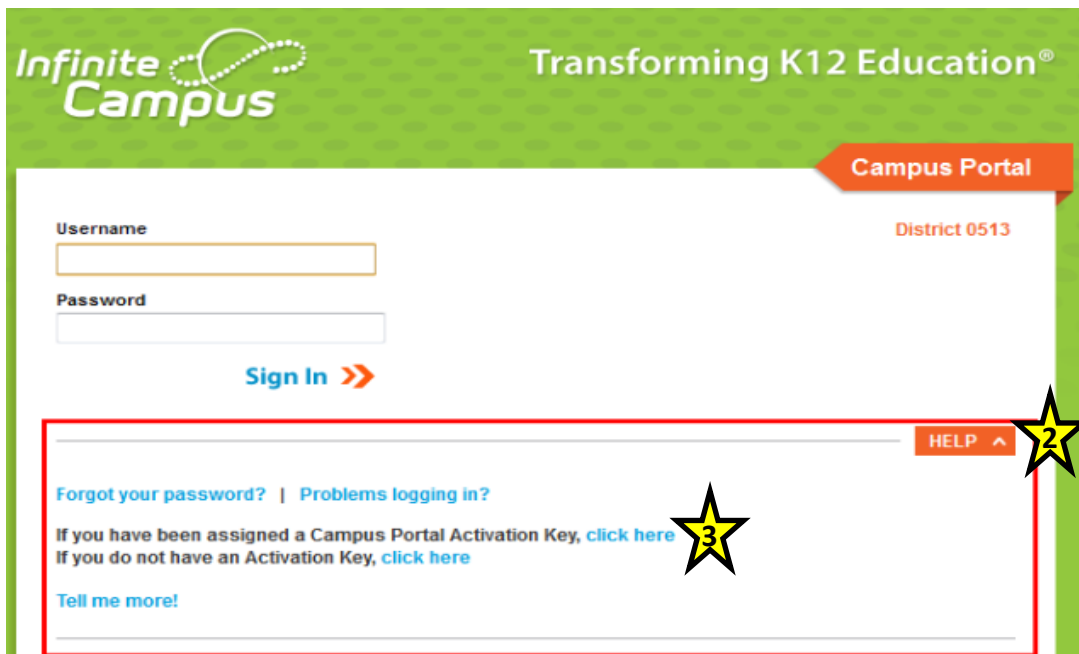 Infinite
Campus
Transforming K12 Education®
Campus Portal
Username
District 0513
Password
Sign In
HELP
2
Forgot your password? | Problems logging in?
If you have been assigned a Campus Portal Activation Key, click here
3
If you do not have an Activation Key, click here
Tell me more!